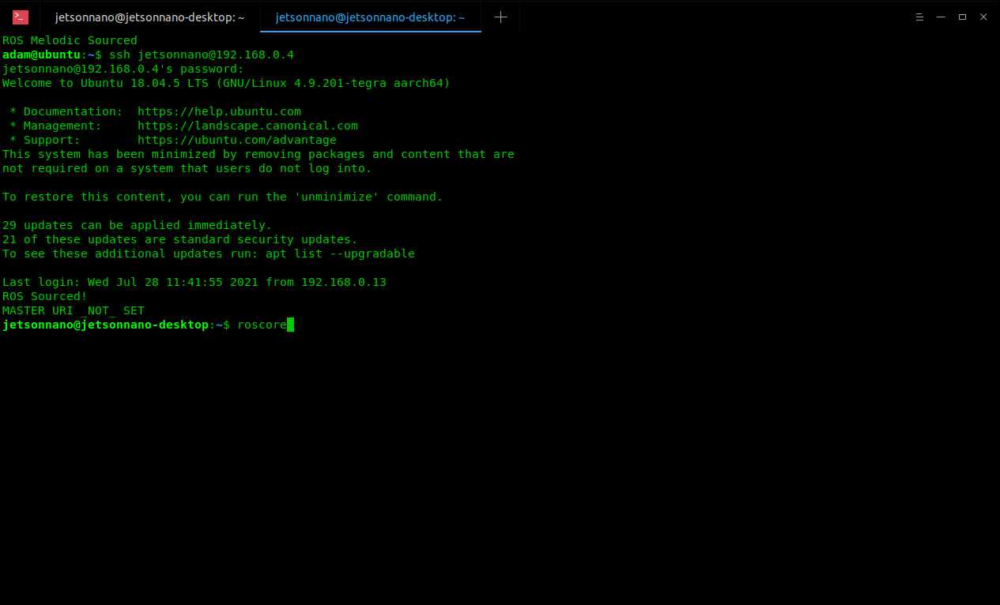 jetsonnano@jetsonnano-desktop: ~
jetsonnano@jetsonnano-desktop: ~
ROS Melodic Sourced
adam@ubuntu:~$ ssh jetsonnano@192.168.0.4
jetsonnano@192.168.0.4's password:
Welcome to Ubuntu 18.04.5 LTS (GNU/Linux 4.9.201-tegra aarch64)
* Documentation:  https://help.ubuntu.com
* Management:     https://landscape.canonical.com
* Support:        https://ubuntu.com/advantage
This system has been minimized by removing packages and content that are
not required on a system that users do not log into.
To restore this content, you can run the 'unminimize' command.
29 updates can be applied immediately.
21 of these updates are standard security updates.
To see these additional updates run: apt list --upgradable
Last login: Wed Jul 28 11:41:55 2021 from 192.168.0.13
ROS Sourced!
MASTER URI _NOT_ SET
jetsonnano@jetsonnano-desktop:~$ roscore